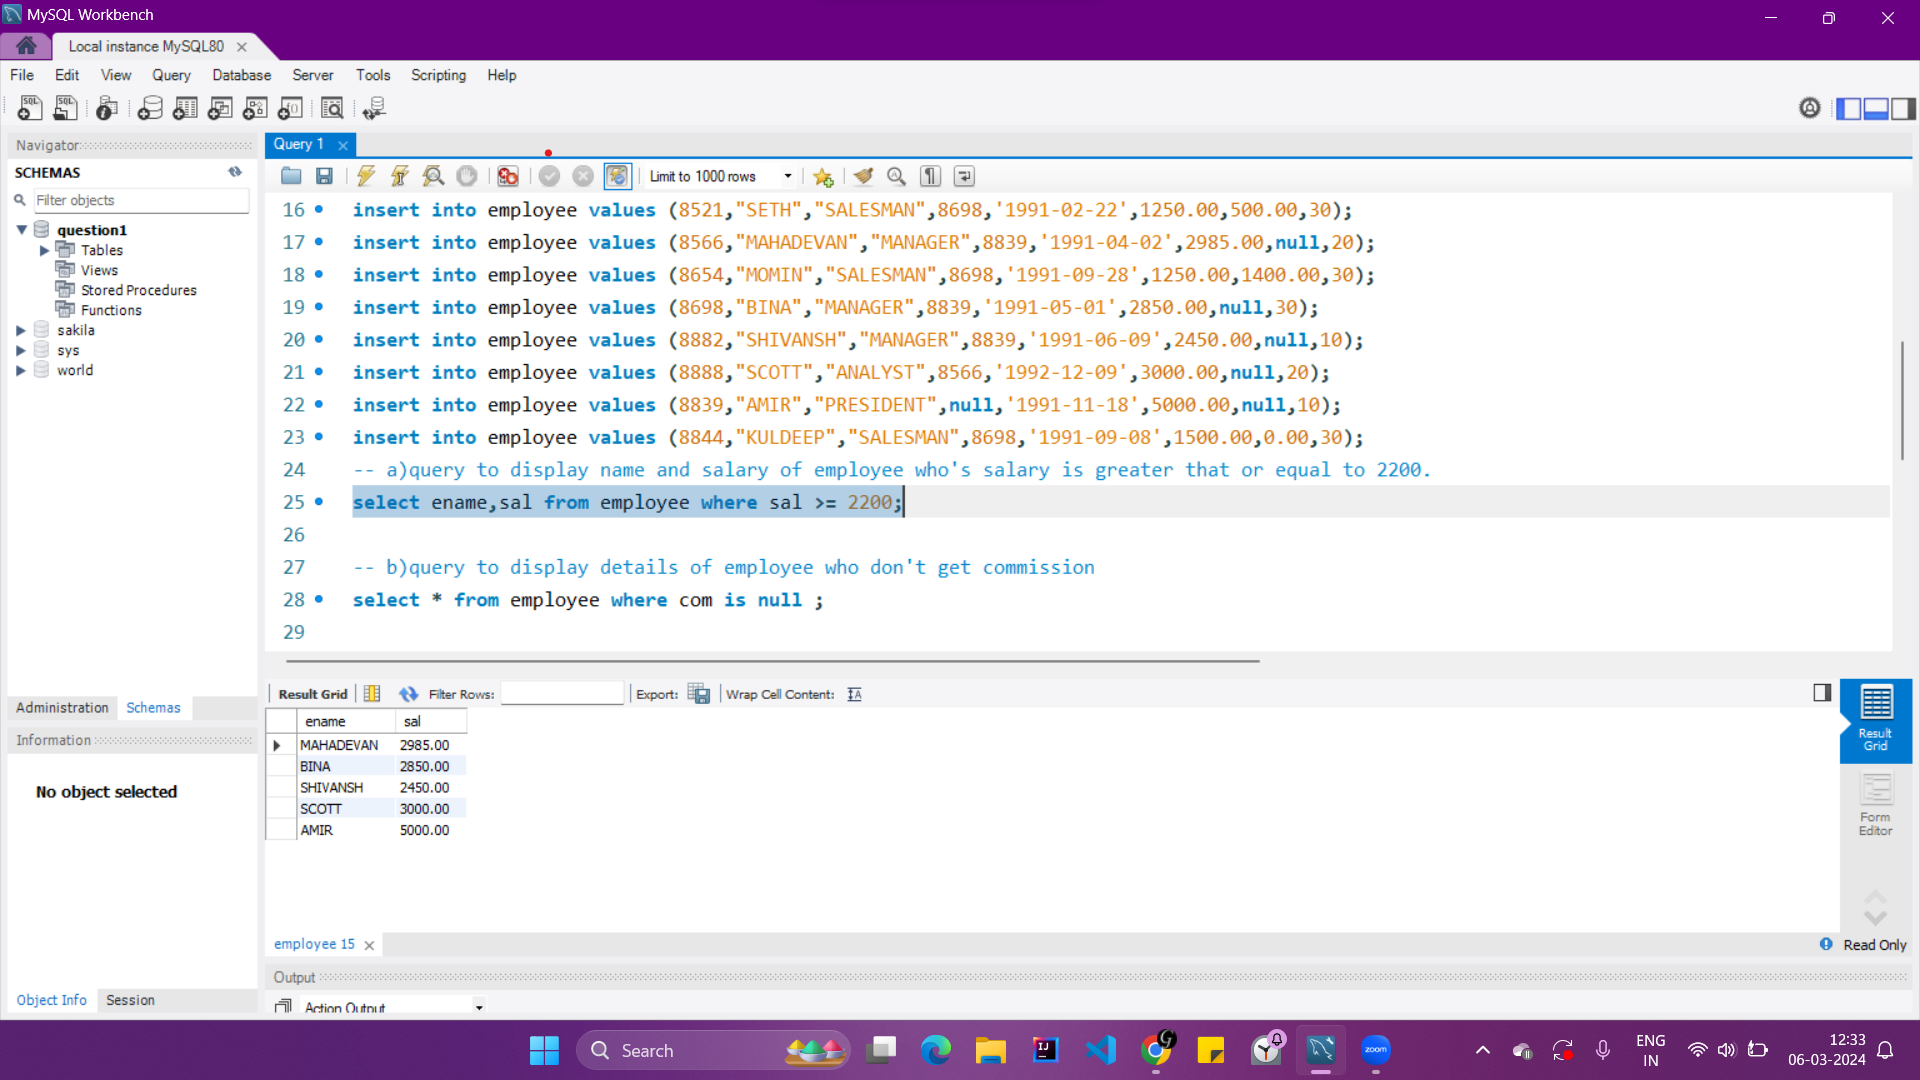 MySQL Workbench
Local instance MySQL80
File Edit View Query Database Server Tools Scripting Help
Navigator
SCHEMAS
Filter objects
question1
Tables
Views
Stored Procedures
Functions
sakila
sys
world
Administration Schemas
Information
No object selected
Object Info Session
Query 1
Limit to 1000 rows
16 insert into employee values (8521,"SETH","SALESMAN",8698,'1991-02-22',1250.00,500.00,30);
17 insert into employee values (8566,"MAHADEVAN","MANAGER",8839,'1991-04-02',2985.00,null,20);
18 insert into employee values (8654,"MOMIN","SALESMAN",8698,'1991-09-28',1250.00,1400.00,30);
19 insert into employee values (8698,"BINA","MANAGER",8839,'1991-05-01',2850.00,null,30);
20 insert into employee values (8882,"SHIVANSH","MANAGER",8839,'1991-06-09',2450.00,null,10);
21 insert into employee values (8888,"SCOTT","ANALYST",8566,'1992-12-09',3000.00,null,20);
22 insert into employee values (8839,"AMIR","PRESIDENT",null,'1991-11-18',5000.00,null,10);
23 insert into employee values (8844,"KULDEEP","SALESMAN",8698,'1991-09-08',1500.00,0.00,30);
24 -- a)query to display name and salary of employee who's salary is greater that or equal to 2200.
25 select ename,sal from employee where sal >= 2200;
26
27 -- b)query to display details of employee who don't get commission
28 select * from employee where com is null ;
29
Result Grid Filter Rows: Export: Wrap Cell Content:
ename sal
MAHADEVAN 2985.00
BINA 2850.00
SHIVANSH 2450.00
SCOTT 3000.00
AMIR 5000.00
Result
Grid
Form
Editor
employee 15
Read Only
Output
Action Output
Search
zoom
ENG
IN
12:33
06-03-2024